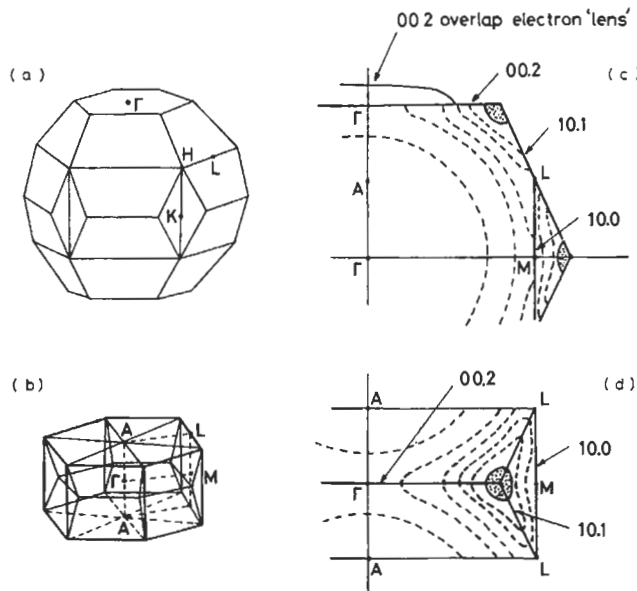 00 2 overlap electron 'lens'
(a)
(c)
00.2
Γ
Γ
10.1
H
L
L
A
K
10.0
Γ
M
(b)
(d)
00.2
A
L
A
L
10.0
Γ
M
Γ
M
A
10.1
A
L